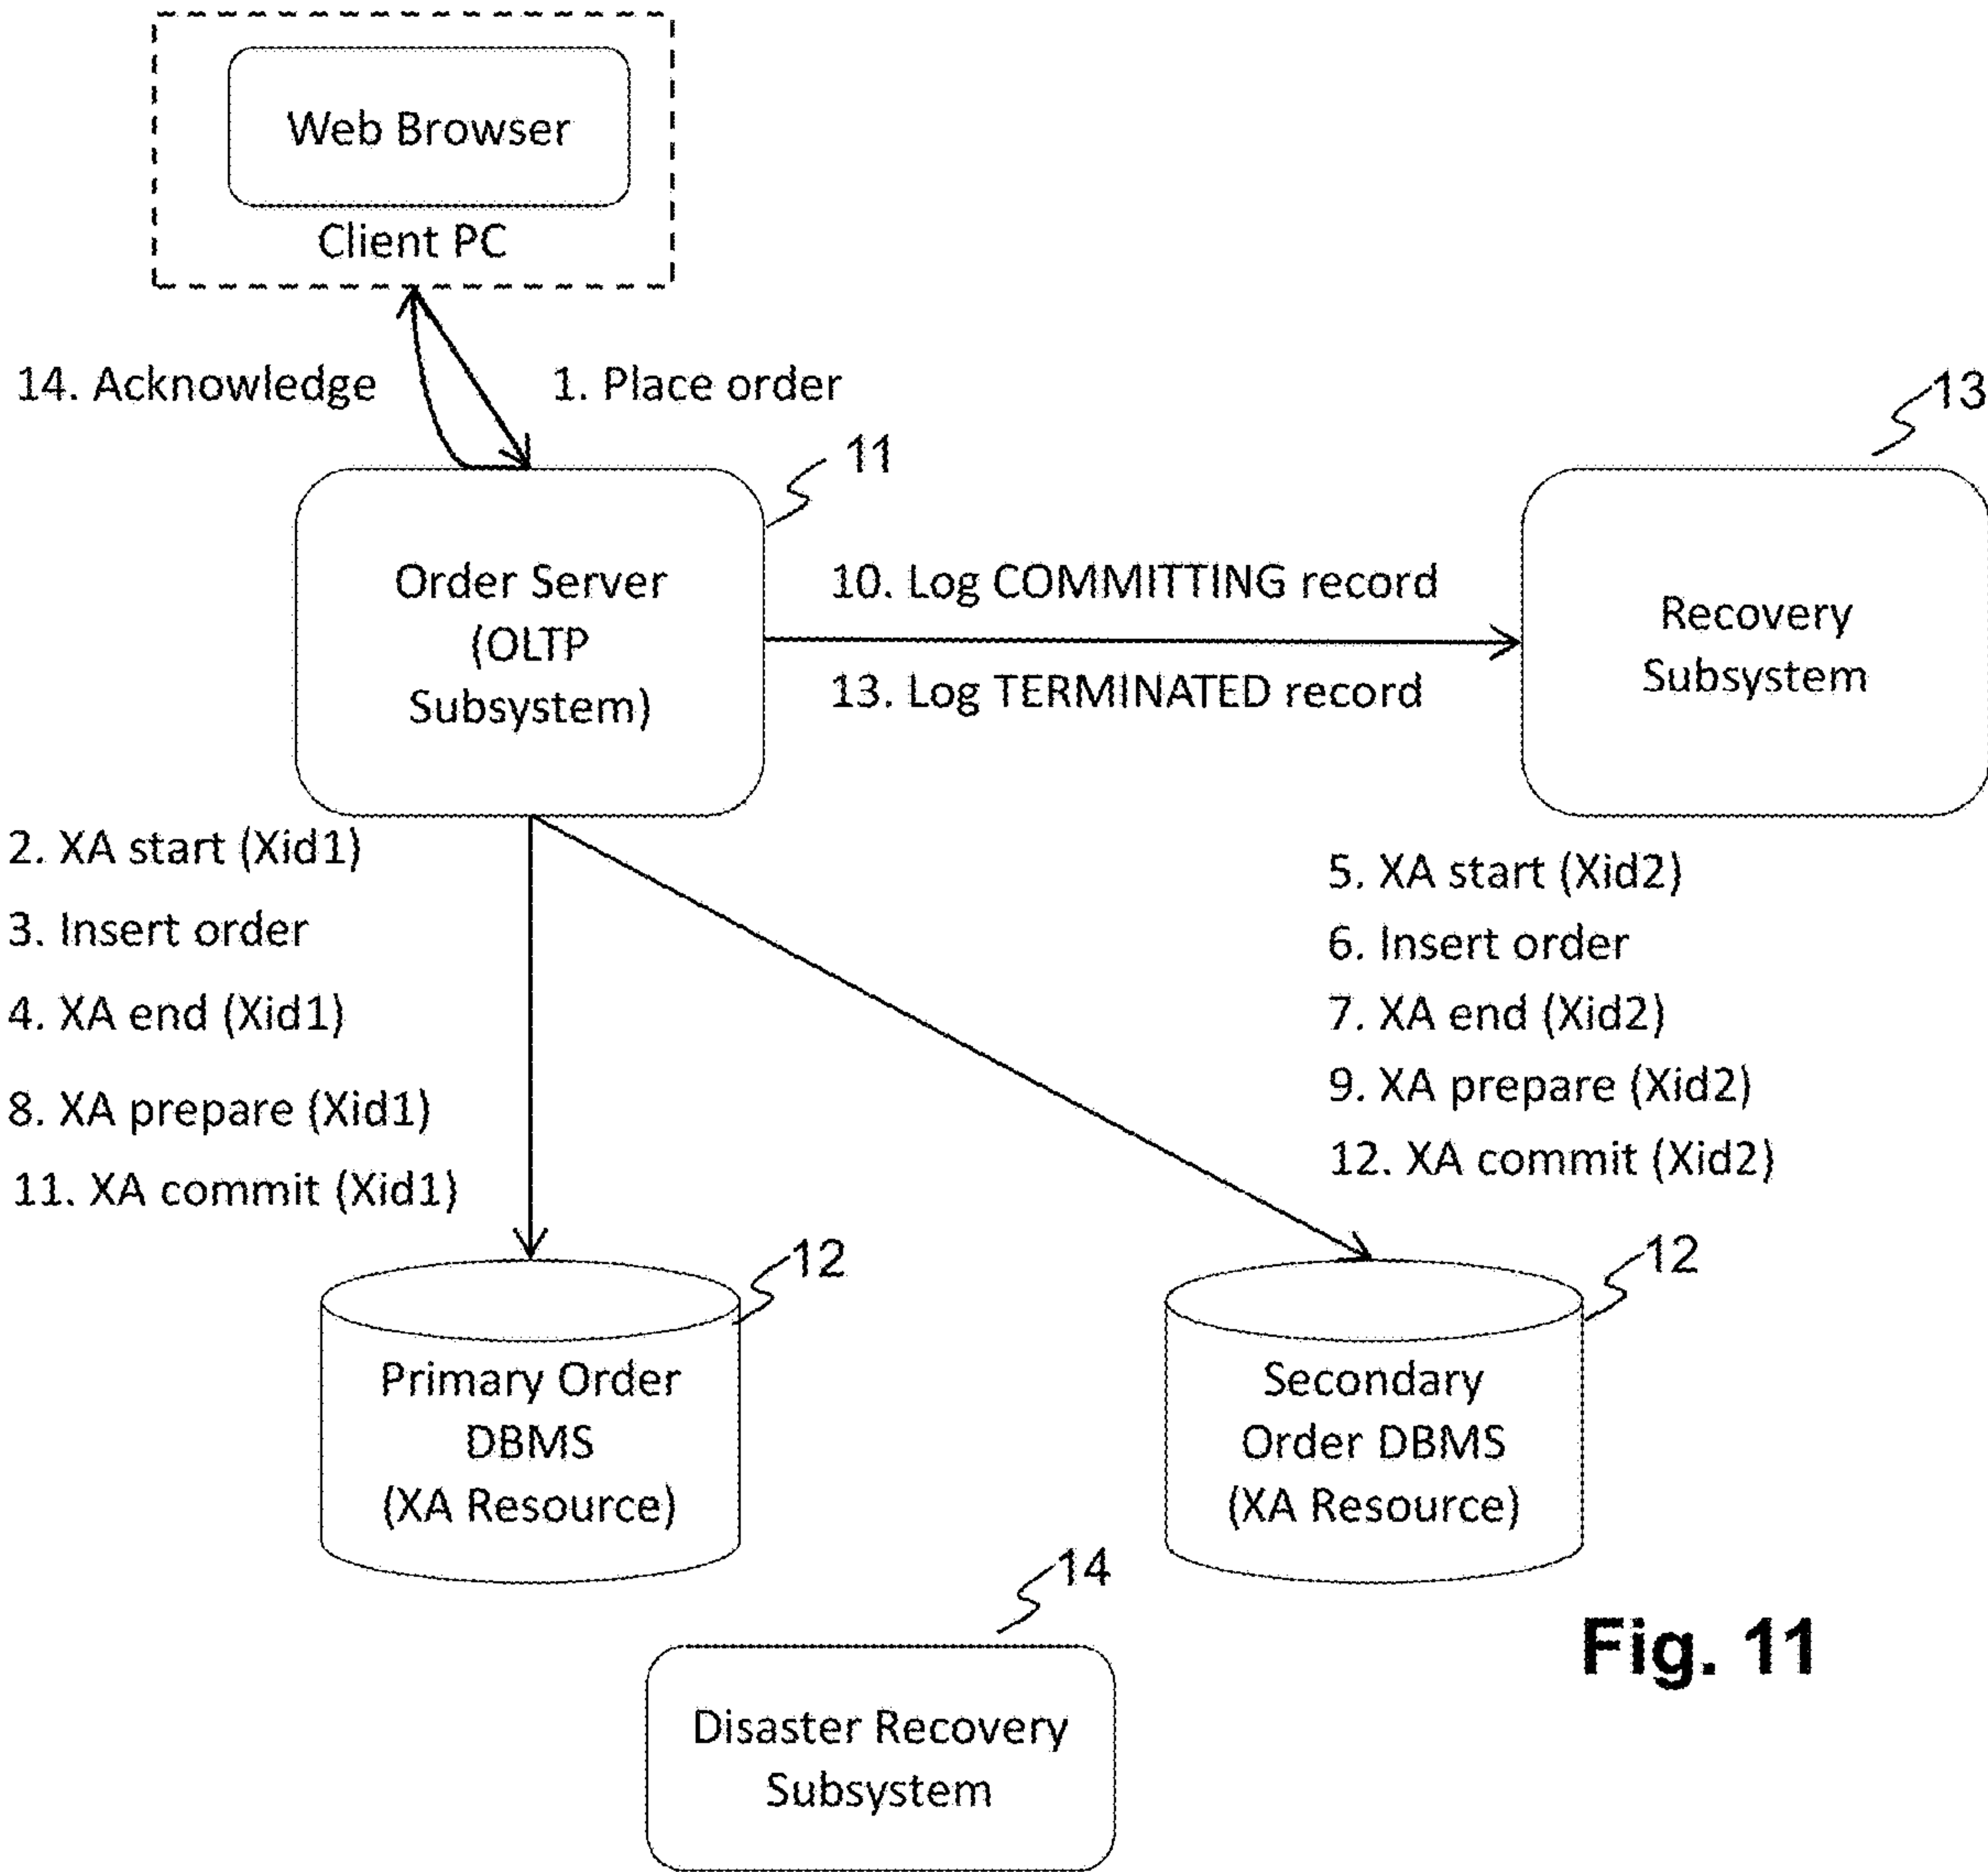 Web Browser
Client PC
14. Acknowledge
1. Place order
11
13
Order Server
(OLTP
Subsystem)
10. Log COMMITTING record
13. Log TERMINATED record
Recovery
Subsystem
2. XA start (Xid1)
3. Insert order
4. XA end (Xid1)
8. XA prepare (Xid1)
11. XA commit (Xid1)
5. XA start (Xid2)
6. Insert order
7. XA end (Xid2)
9. XA prepare (Xid2)
12. XA commit (Xid2)
12
Primary Order
DBMS
(XA Resource)
12
Secondary
Order DBMS
(XA Resource)
14
Disaster Recovery
Subsystem
Fig. 11